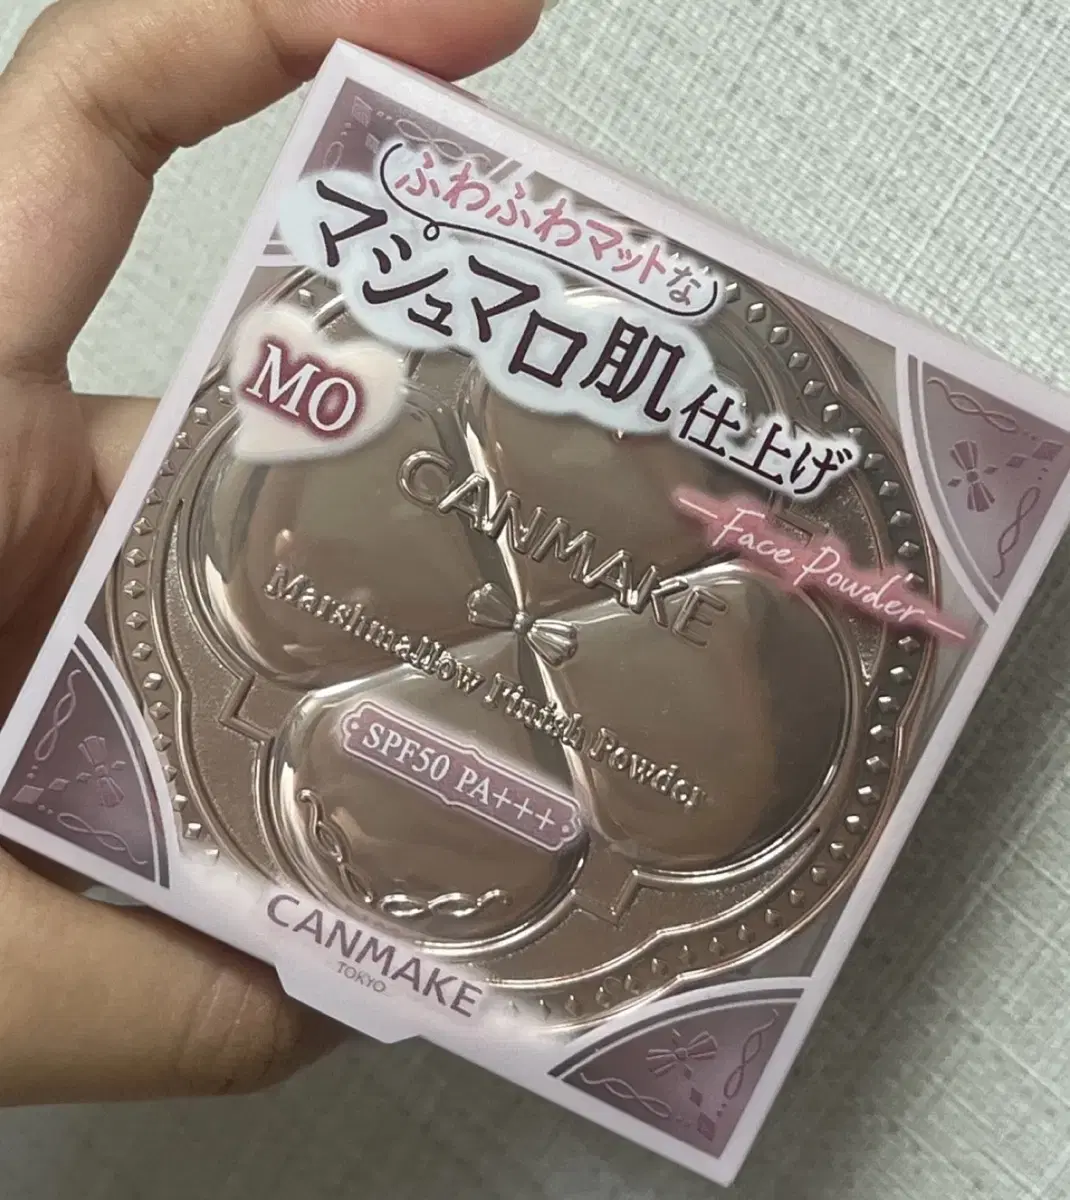 ふわふわマットな
マシュマロ肌仕上げ
MO
Face Powder
CANMAKE
Marshmallow Finish Powder
SPF50 PA+++
CANMAKE
TOKYO